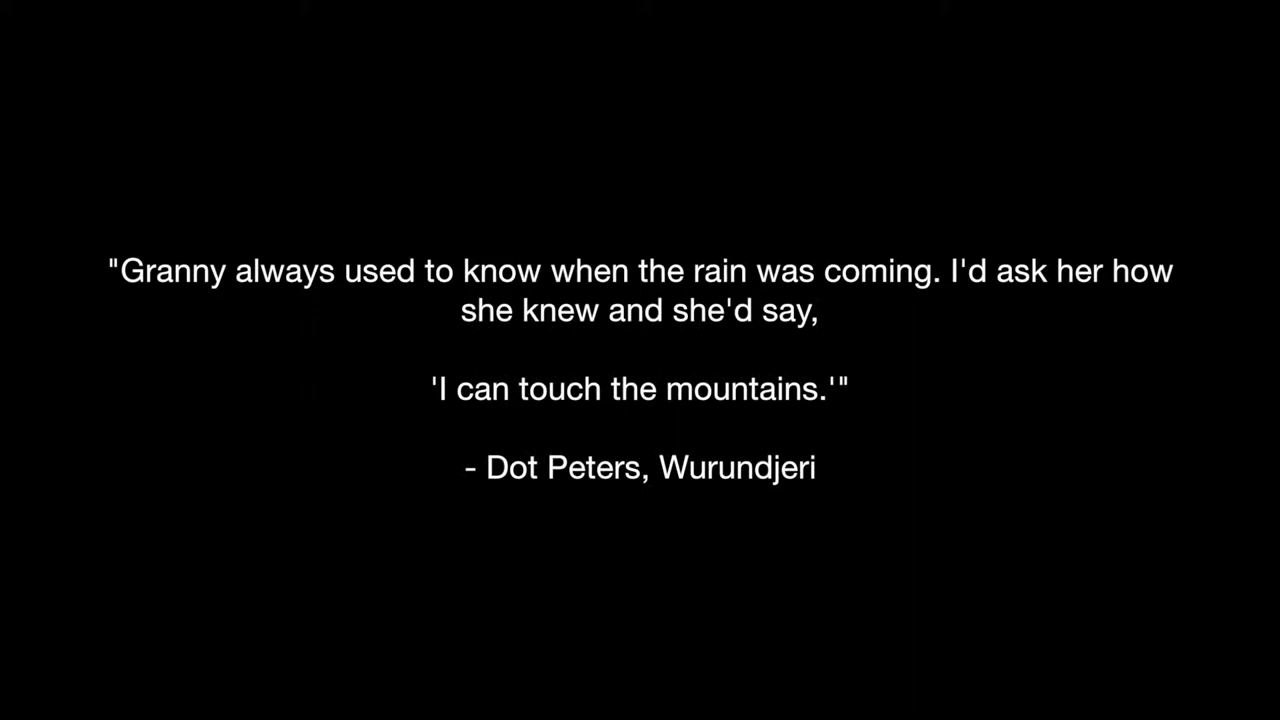 "Granny always used to know when the rain was coming. I'd ask her how
she knew and she'd say,
'I can touch the mountains.'"
- Dot Peters, Wurundjeri